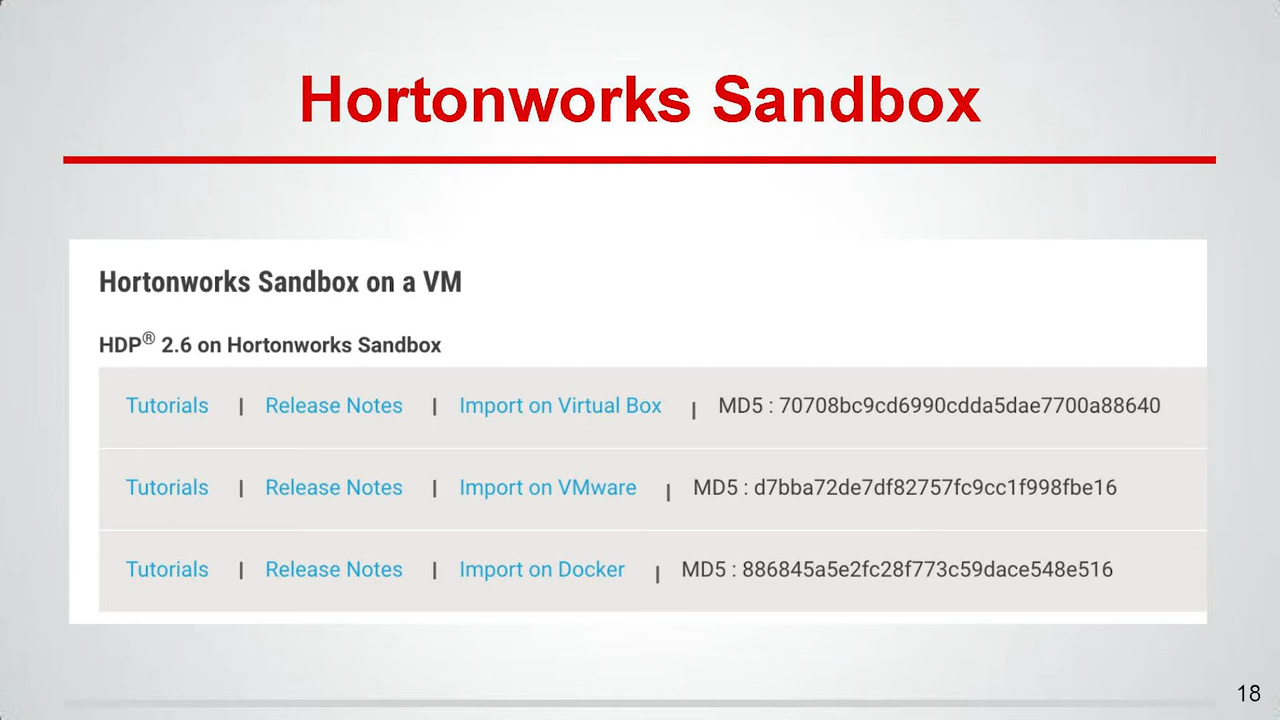 Hortonworks Sandbox
Hortonworks Sandbox on a VM
HDP® 2.6 on Hortonworks Sandbox
Tutorials | Release Notes | Import on Virtual Box | MD5 : 70708bc9cd6990cdda5dae7700a88640
Tutorials | Release Notes | Import on VMware | MD5 : d7bba72de7df82757fc9cc1f998fbe16
Tutorials | Release Notes | Import on Docker | MD5 : 886845a5e2fc28f773c59dace548e516
18